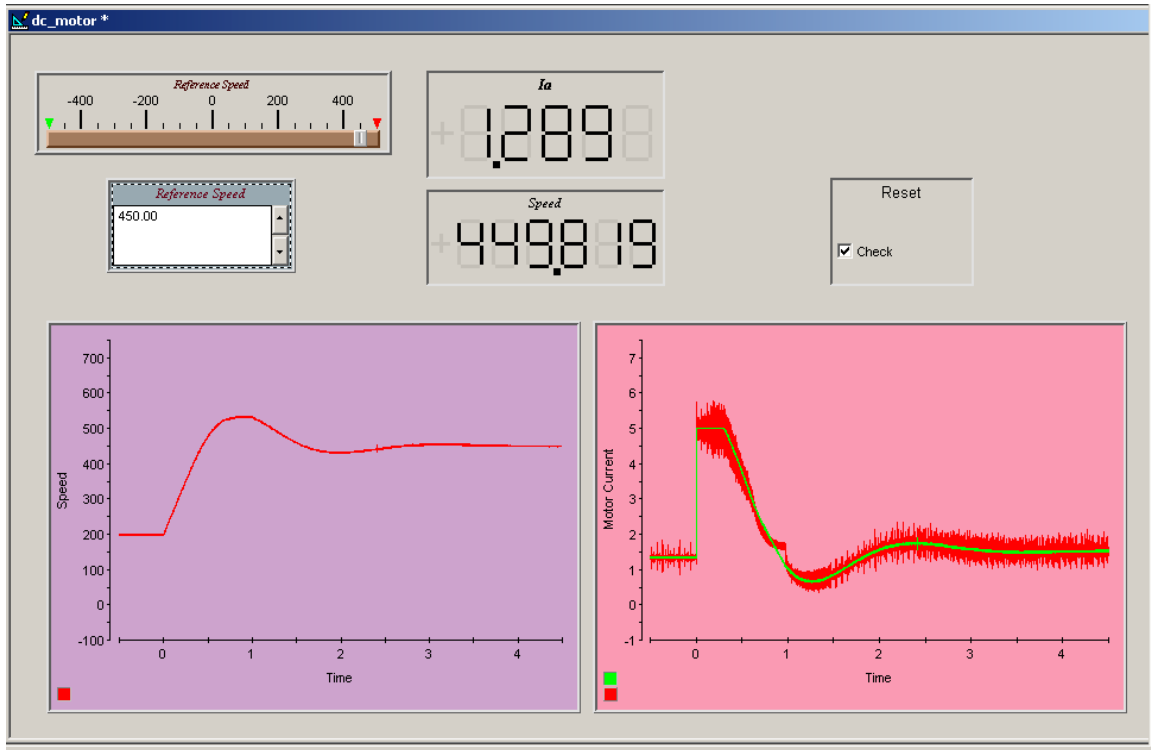 dc_motor *
Reference Speed
-400 -200 0 200 400
Ia
+ 1.289
Reference Speed
450.00
Speed
+ 449.819
Reset
Check
700
600
500
400
300
200
100
0
-100
Speed
0 1 2 3 4
Time
7
6
5
4
3
2
1
0
-1
Motor Current
0 1 2 3 4
Time